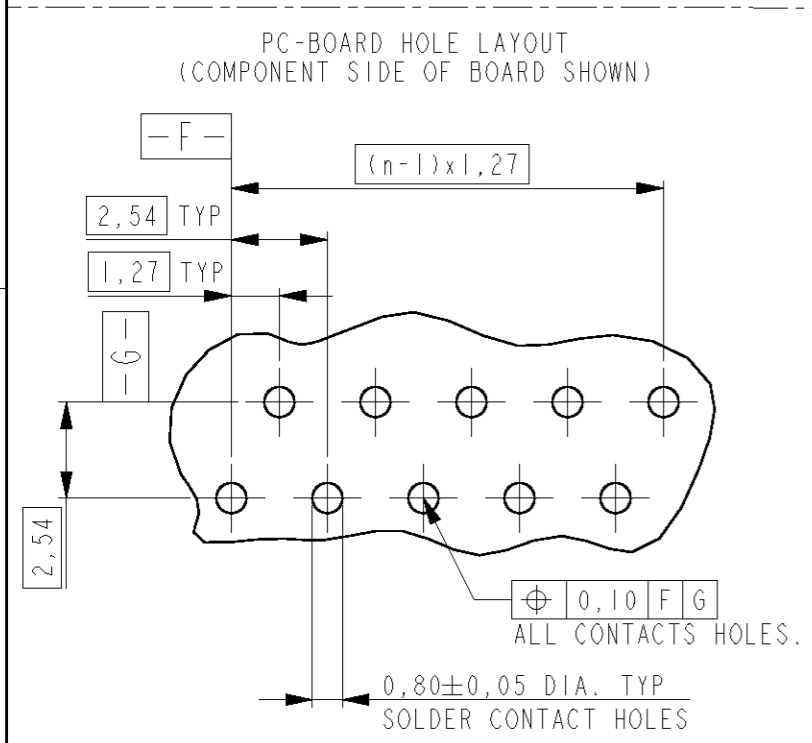 PC-BOARD HOLE LAYOUT
(COMPONENT SIDE OF BOARD SHOWN)
-F-
(n-1)x1,27
2,54 TYP
1,27 TYP
-G-
2,54
⌖ 0,10 F G
ALL CONTACTS HOLES.
0,80±0,05 DIA. TYP
SOLDER CONTACT HOLES